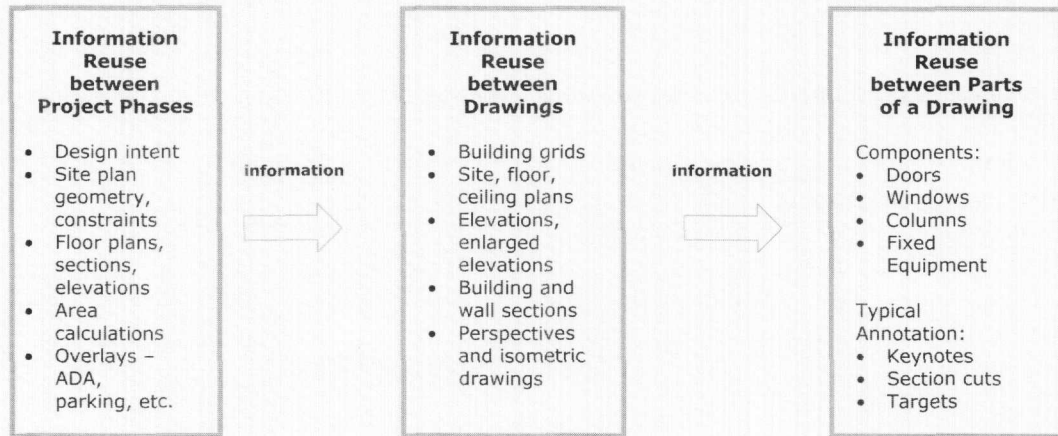 Information
Reuse
between
Project Phases
• Design intent
• Site plan
geometry,
constraints
• Floor plans,
sections,
elevations
• Area
calculations
• Overlays –
ADA,
parking, etc.
information
Information
Reuse
between
Drawings
• Building grids
• Site, floor,
ceiling plans
• Elevations,
enlarged
elevations
• Building and
wall sections
• Perspectives
and isometric
drawings
information
Information
Reuse
between Parts
of a Drawing
Components:
• Doors
• Windows
• Columns
• Fixed
Equipment
Typical
Annotation:
• Keynotes
• Section cuts
• Targets